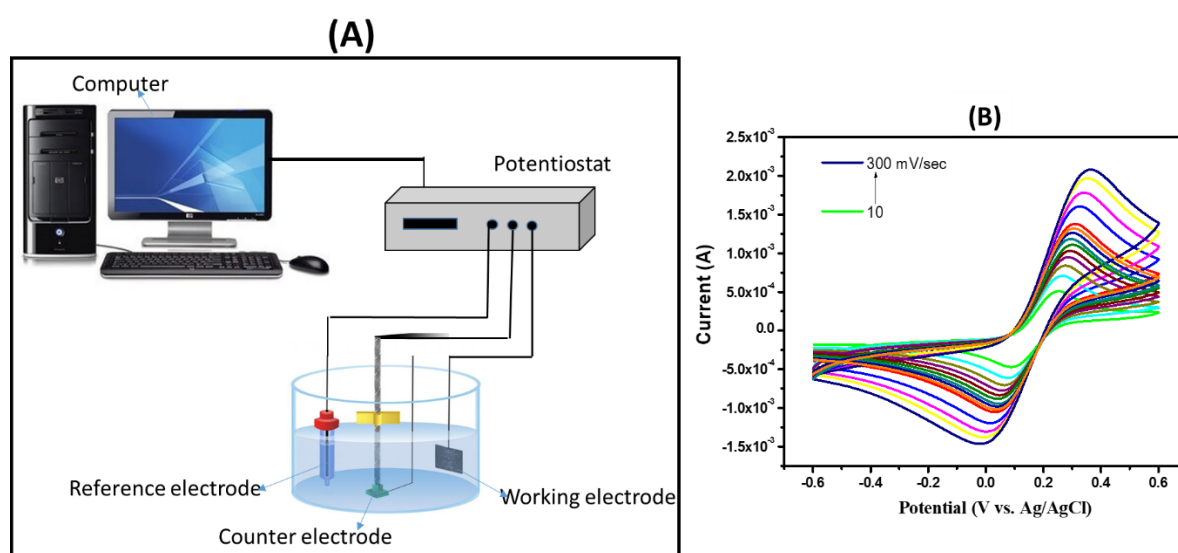 (A)
Computer
Potentiostat
Reference electrode
Working electrode
Counter electrode
(B)
2.5x10⁻³
2.0x10⁻³
1.5x10⁻³
1.0x10⁻³
5.0x10⁻⁴
0.0
-5.0x10⁻⁴
-1.0x10⁻³
-1.5x10⁻³
Current (A)
300 mV/sec
10
-0.6 -0.4 -0.2 0.0 0.2 0.4 0.6
Potential (V vs. Ag/AgCl)